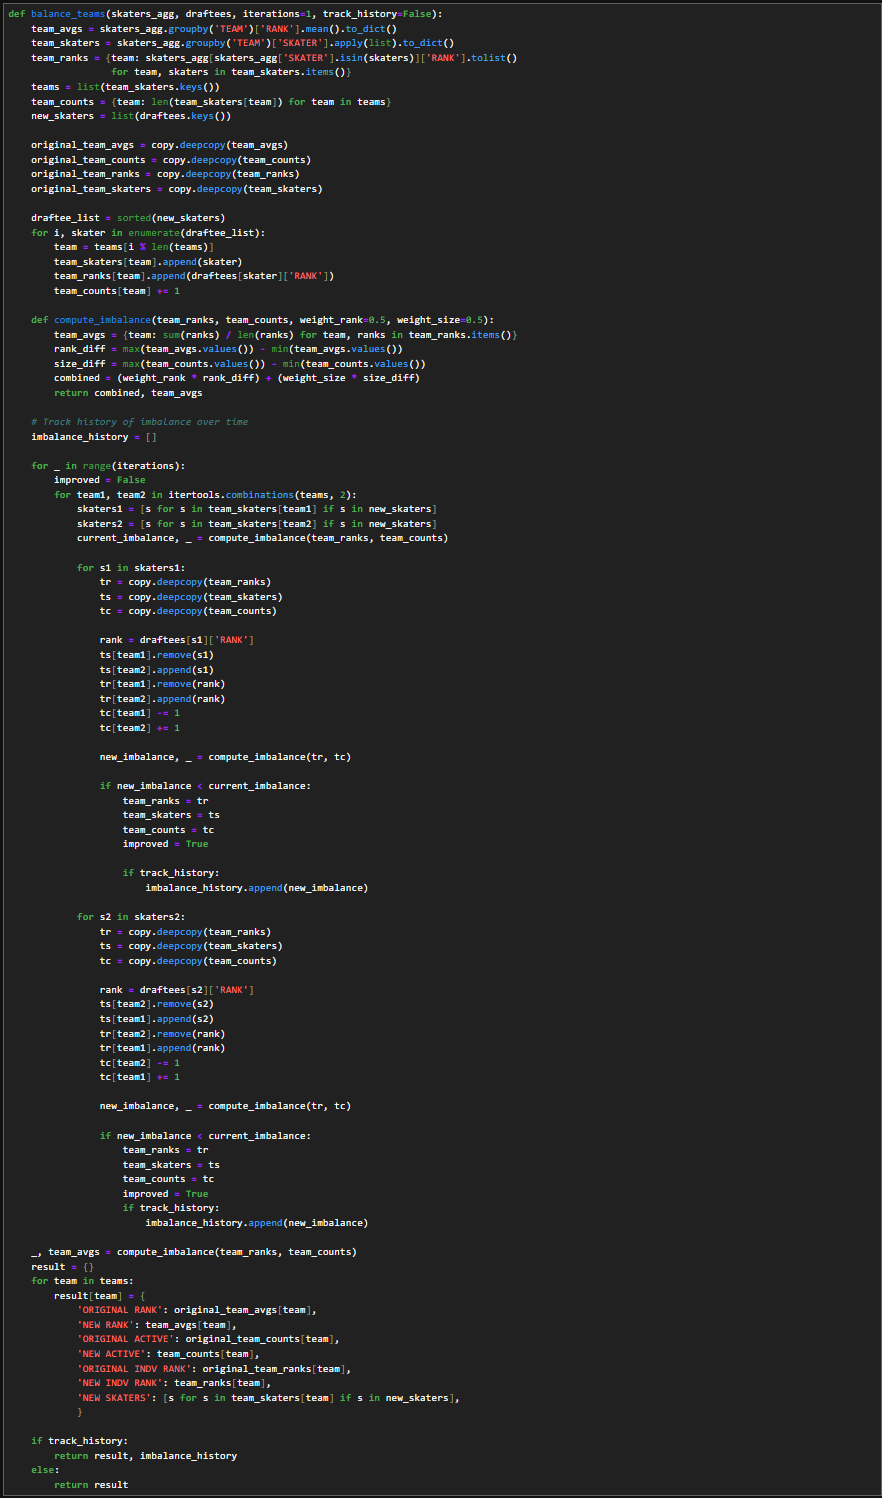 def balance_teams(skaters_agg, draftees, iterations=1, track_history=False):
    team_avgs = skaters_agg.groupby('TEAM')['RANK'].mean().to_dict()
    team_skaters = skaters_agg.groupby('TEAM')['SKATER'].apply(list).to_dict()
    team_ranks = {team: skaters_agg[skaters_agg['SKATER'].isin(skaters)]['RANK'].tolist()
                  for team, skaters in team_skaters.items()}
    teams = list(team_skaters.keys())
    team_counts = {team: len(team_skaters[team]) for team in teams}
    new_skaters = list(draftees.keys())

    original_team_avgs = copy.deepcopy(team_avgs)
    original_team_counts = copy.deepcopy(team_counts)
    original_team_ranks = copy.deepcopy(team_ranks)
    original_team_skaters = copy.deepcopy(team_skaters)

    draftee_list = sorted(new_skaters)
    for i, skater in enumerate(draftee_list):
        team = teams[i % len(teams)]
        team_skaters[team].append(skater)
        team_ranks[team].append(draftees[skater]['RANK'])
        team_counts[team] += 1

    def compute_imbalance(team_ranks, team_counts, weight_rank=0.5, weight_size=0.5):
        team_avgs = {team: sum(ranks) / len(ranks) for team, ranks in team_ranks.items()}
        rank_diff = max(team_avgs.values()) - min(team_avgs.values())
        size_diff = max(team_counts.values()) - min(team_counts.values())
        combined = (weight_rank * rank_diff) + (weight_size * size_diff)
        return combined, team_avgs

    # Track history of imbalance over time
    imbalance_history = []

    for _ in range(iterations):
        improved = False
        for team1, team2 in itertools.combinations(teams, 2):
            skaters1 = [s for s in team_skaters[team1] if s in new_skaters]
            skaters2 = [s for s in team_skaters[team2] if s in new_skaters]
            current_imbalance, _ = compute_imbalance(team_ranks, team_counts)

            for s1 in skaters1:
                tr = copy.deepcopy(team_ranks)
                ts = copy.deepcopy(team_skaters)
                tc = copy.deepcopy(team_counts)

                rank = draftees[s1]['RANK']
                ts[team1].remove(s1)
                ts[team2].append(s1)
                tr[team1].remove(rank)
                tr[team2].append(rank)
                tc[team1] -= 1
                tc[team2] += 1

                new_imbalance, _ = compute_imbalance(tr, tc)

                if new_imbalance < current_imbalance:
                    team_ranks = tr
                    team_skaters = ts
                    team_counts = tc
                    improved = True

                    if track_history:
                        imbalance_history.append(new_imbalance)

            for s2 in skaters2:
                tr = copy.deepcopy(team_ranks)
                ts = copy.deepcopy(team_skaters)
                tc = copy.deepcopy(team_counts)

                rank = draftees[s2]['RANK']
                ts[team2].remove(s2)
                ts[team1].append(s2)
                tr[team2].remove(rank)
                tr[team1].append(rank)
                tc[team2] -= 1
                tc[team1] += 1

                new_imbalance, _ = compute_imbalance(tr, tc)

                if new_imbalance < current_imbalance:
                    team_ranks = tr
                    team_skaters = ts
                    team_counts = tc
                    improved = True
                    if track_history:
                        imbalance_history.append(new_imbalance)

    _, team_avgs = compute_imbalance(team_ranks, team_counts)
    result = {}
    for team in teams:
        result[team] = {
            'ORIGINAL RANK': original_team_avgs[team],
            'NEW RANK': team_avgs[team],
            'ORIGINAL ACTIVE': original_team_counts[team],
            'NEW ACTIVE': team_counts[team],
            'ORIGINAL INDV RANK': original_team_ranks[team],
            'NEW INDV RANK': team_ranks[team],
            'NEW SKATERS': [s for s in team_skaters[team] if s in new_skaters],
            }

    if track_history:
        return result, imbalance_history
    else:
        return result